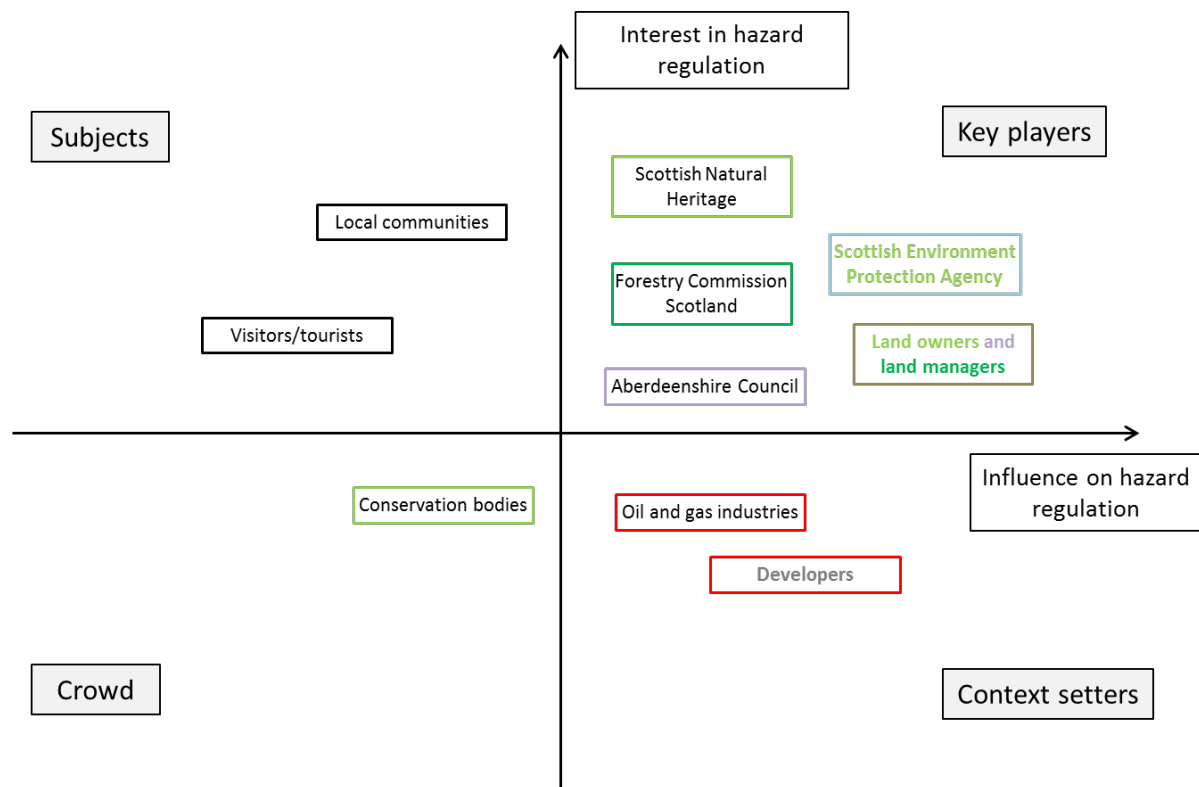 Interest in hazard
regulation
Subjects
Key players
Scottish Natural
Heritage
Local communities
Scottish Environment
Protection Agency
Forestry Commission
Scotland
Visitors/tourists
Land owners and
land managers
Aberdeenshire Council
Influence on hazard
regulation
Conservation bodies
Oil and gas industries
Developers
Crowd
Context setters